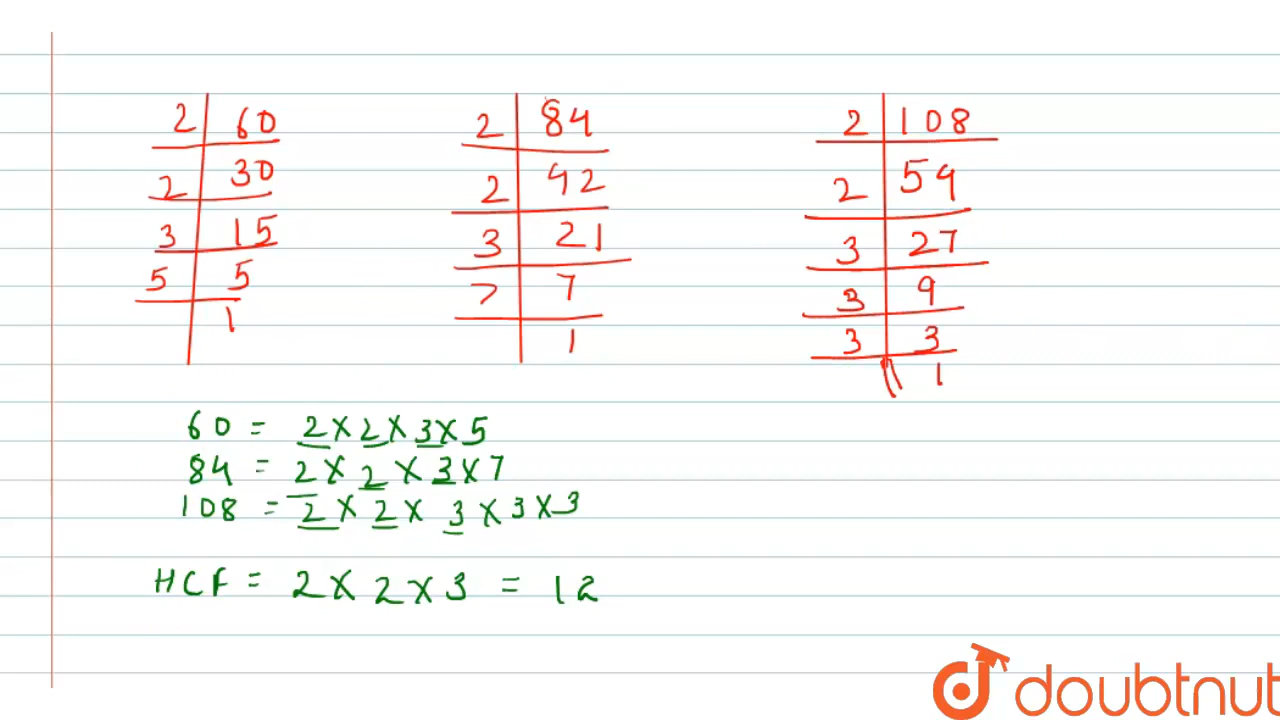 2 | 60
2 | 30
3 | 15
5 | 5
1
2 | 84
2 | 42
3 | 21
7 | 7
1
2 | 108
2 | 54
3 | 27
3 | 9
3 | 3
1
60 = 2 × 2 × 3 × 5
84 = 2 × 2 × 3 × 7
108 = 2 × 2 × 3 × 3 × 3
HCF = 2 × 2 × 3 = 12
doubtnut